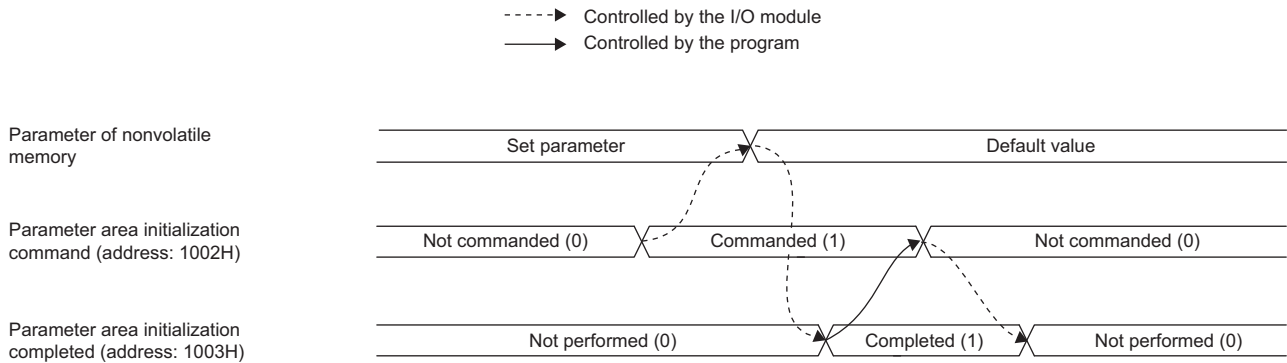 Controlled by the I/O module
Controlled by the program
Parameter of nonvolatile
memory
Set parameter
Default value
Parameter area initialization
command (address: 1002H)
Not commanded (0)
Commanded (1)
Not commanded (0)
Parameter area initialization
completed (address: 1003H)
Not performed (0)
Completed (1)
Not performed (0)